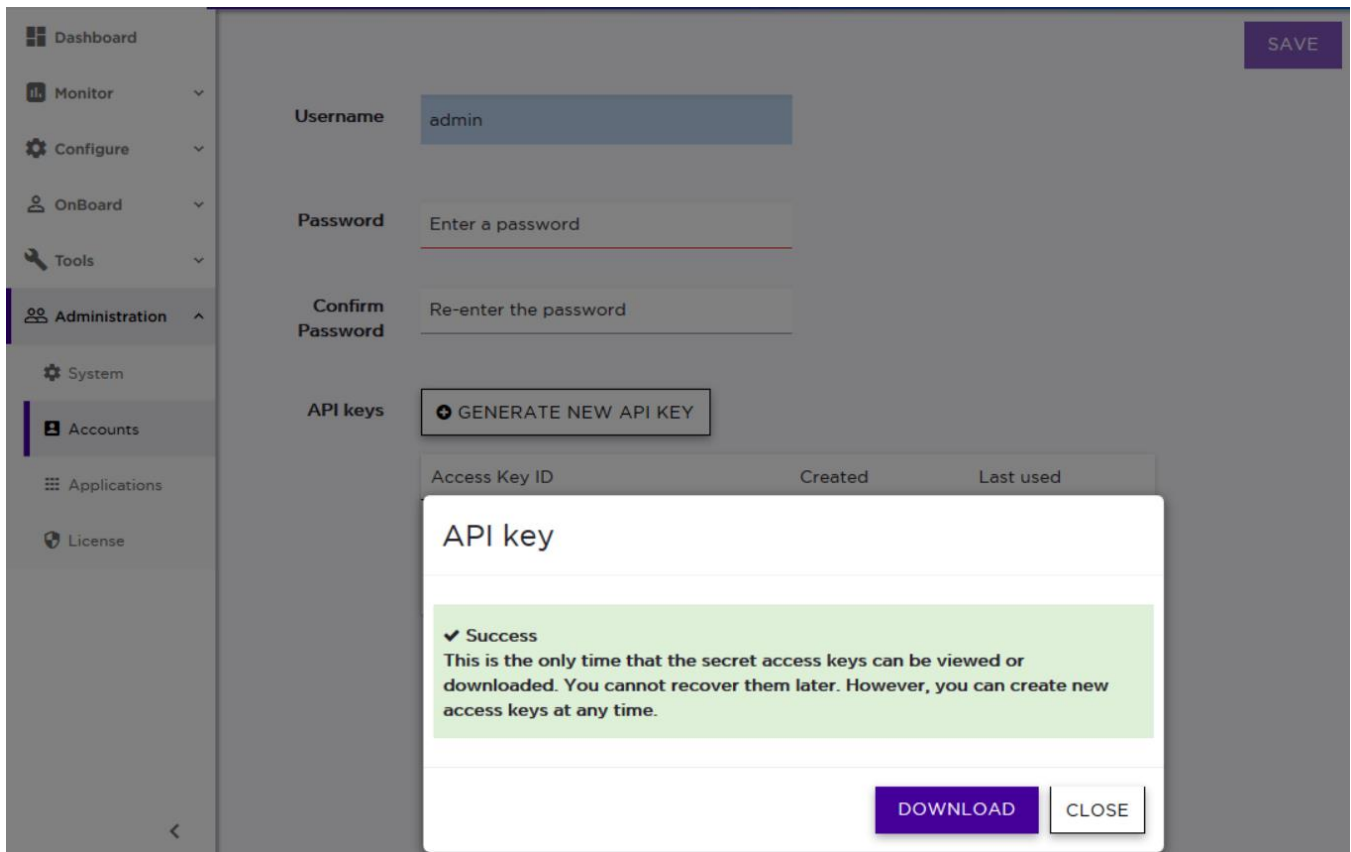 Dashboard
SAVE
Monitor
Username
admin
Configure
OnBoard
Password
Enter a password
Tools
Confirm
Password
Re-enter the password
Administration
System
API keys
GENERATE NEW API KEY
Accounts
Access Key ID
Created
Last used
Applications
License
API key
Success
This is the only time that the secret access keys can be viewed or
downloaded. You cannot recover them later. However, you can create new
access keys at any time.
DOWNLOAD
CLOSE